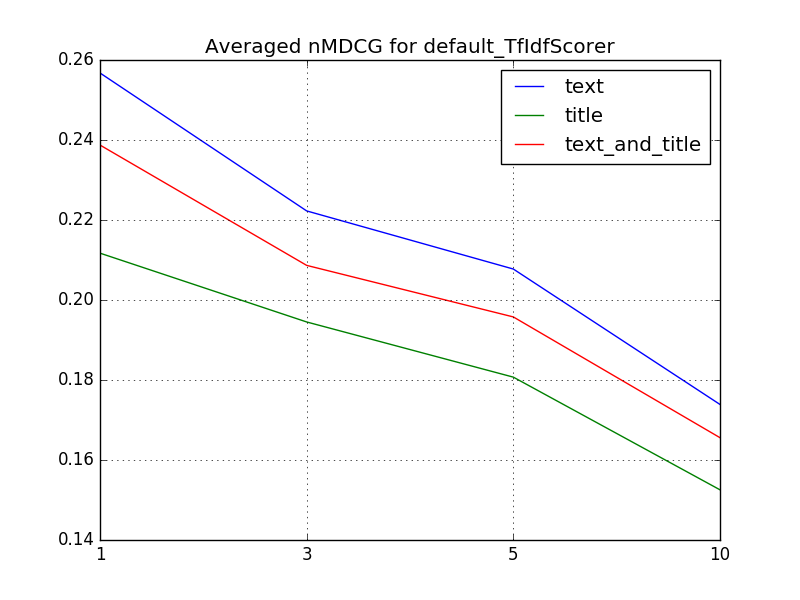 Averaged nMDCG for default_TfIdfScorer
text
title
text_and_title
0.26
0.24
0.22
0.20
0.18
0.16
0.14
1 3 5 10